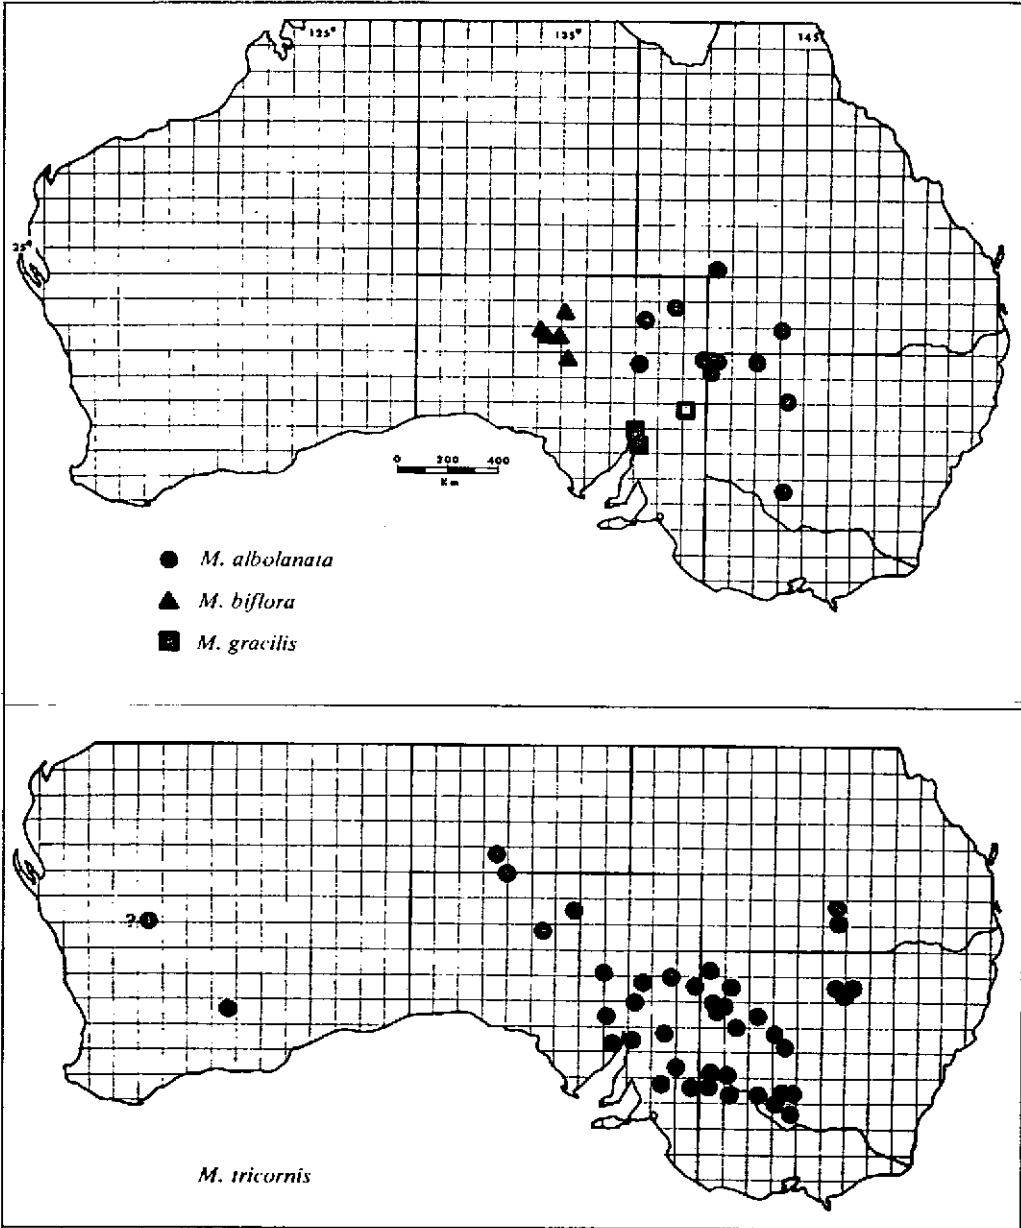 125° 135° 145°
25°
0 200 400
Km
M. albolanata
M. biflora
M. gracilis
?
M. tricornis